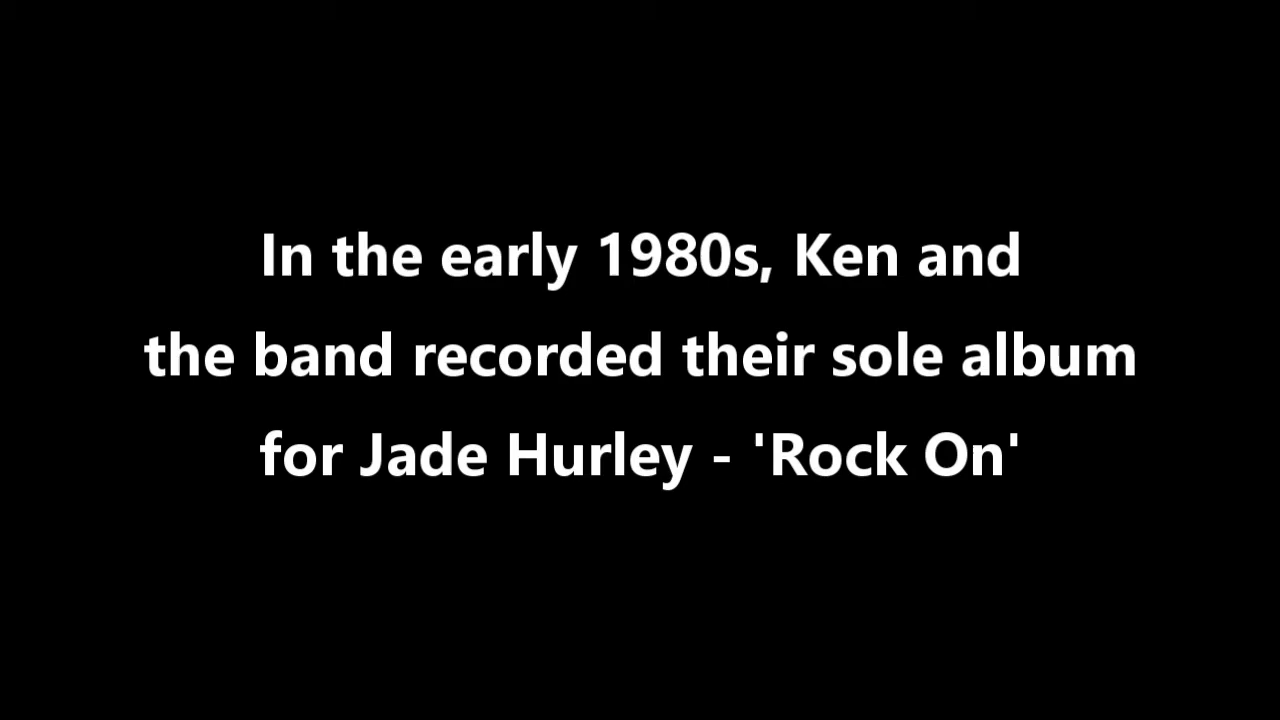 In the early 1980s, Ken and
the band recorded their sole album
for Jade Hurley - 'Rock On'